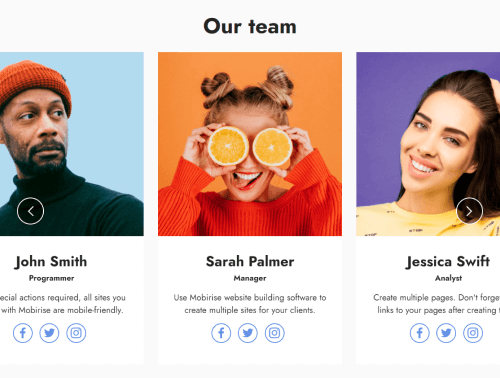 Our team
John Smith
Programmer
ecial actions required, all sites you
with Mobirise are mobile-friendly.
Sarah Palmer
Manager
Use Mobirise website building software to
create multiple sites for your clients.
Jessica Swift
Analyst
Create multiple pages. Don't forget
links to your pages after creating t